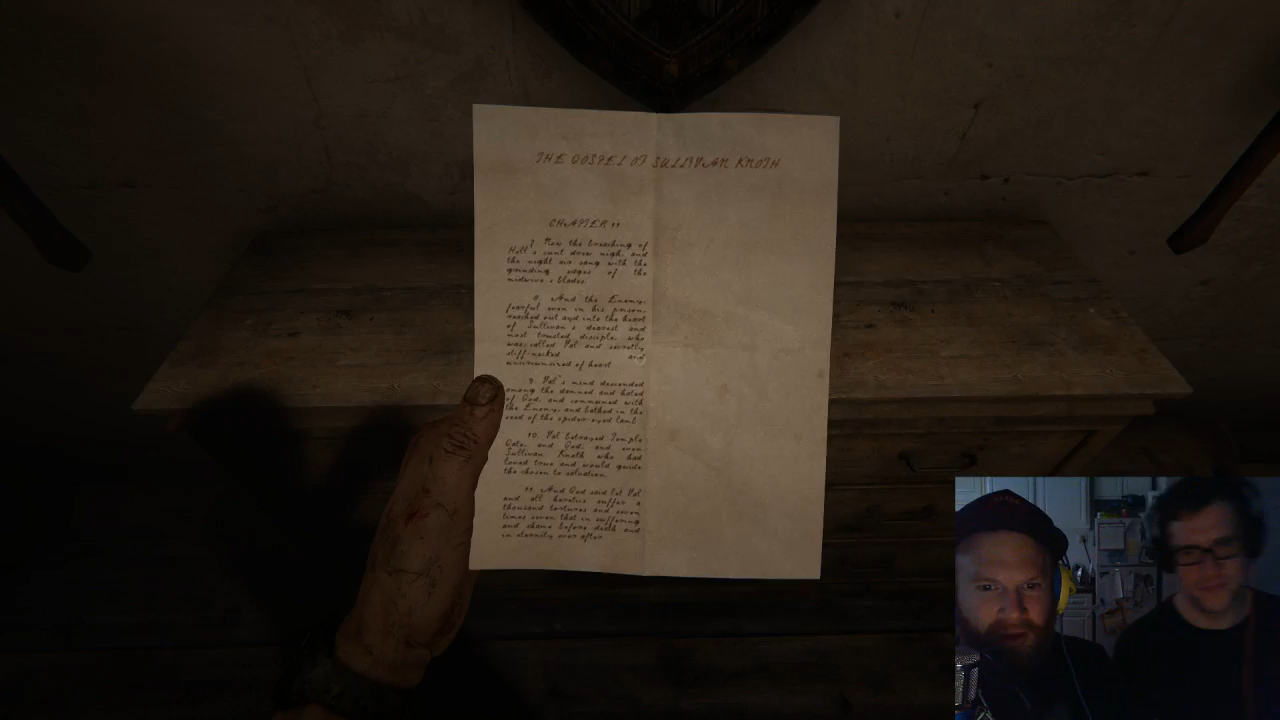 THE GOSPEL OF SULLIVAN KNOTH
CHAPTER 11
7. Now the breaching of
Hell's cunt drew nigh, and
the night air sang with the
grinding edges of the
midwive's blades.
8. And the Enemy,
fearful even in his prison,
reached out and into the heart
of Sullivan's dearest and
most trusted disciple, who
was called Val and secretly
stiff-necked and
uncircumcised of heart
9. Val's mind descended
among the damned and hated
of God, and communed with
the Enemy, and bathed in the
seed of the spider-eyed lamb
10. Val betrayed Temple
Gate, and God, and even
Sullivan Knoth who had
loved true and would guide
the chosen to salvation.
11. And God said let Val
and all heretics suffer a
thousand tortures and seven
times seven that in suffering
and shame before death and
in eternity ever after